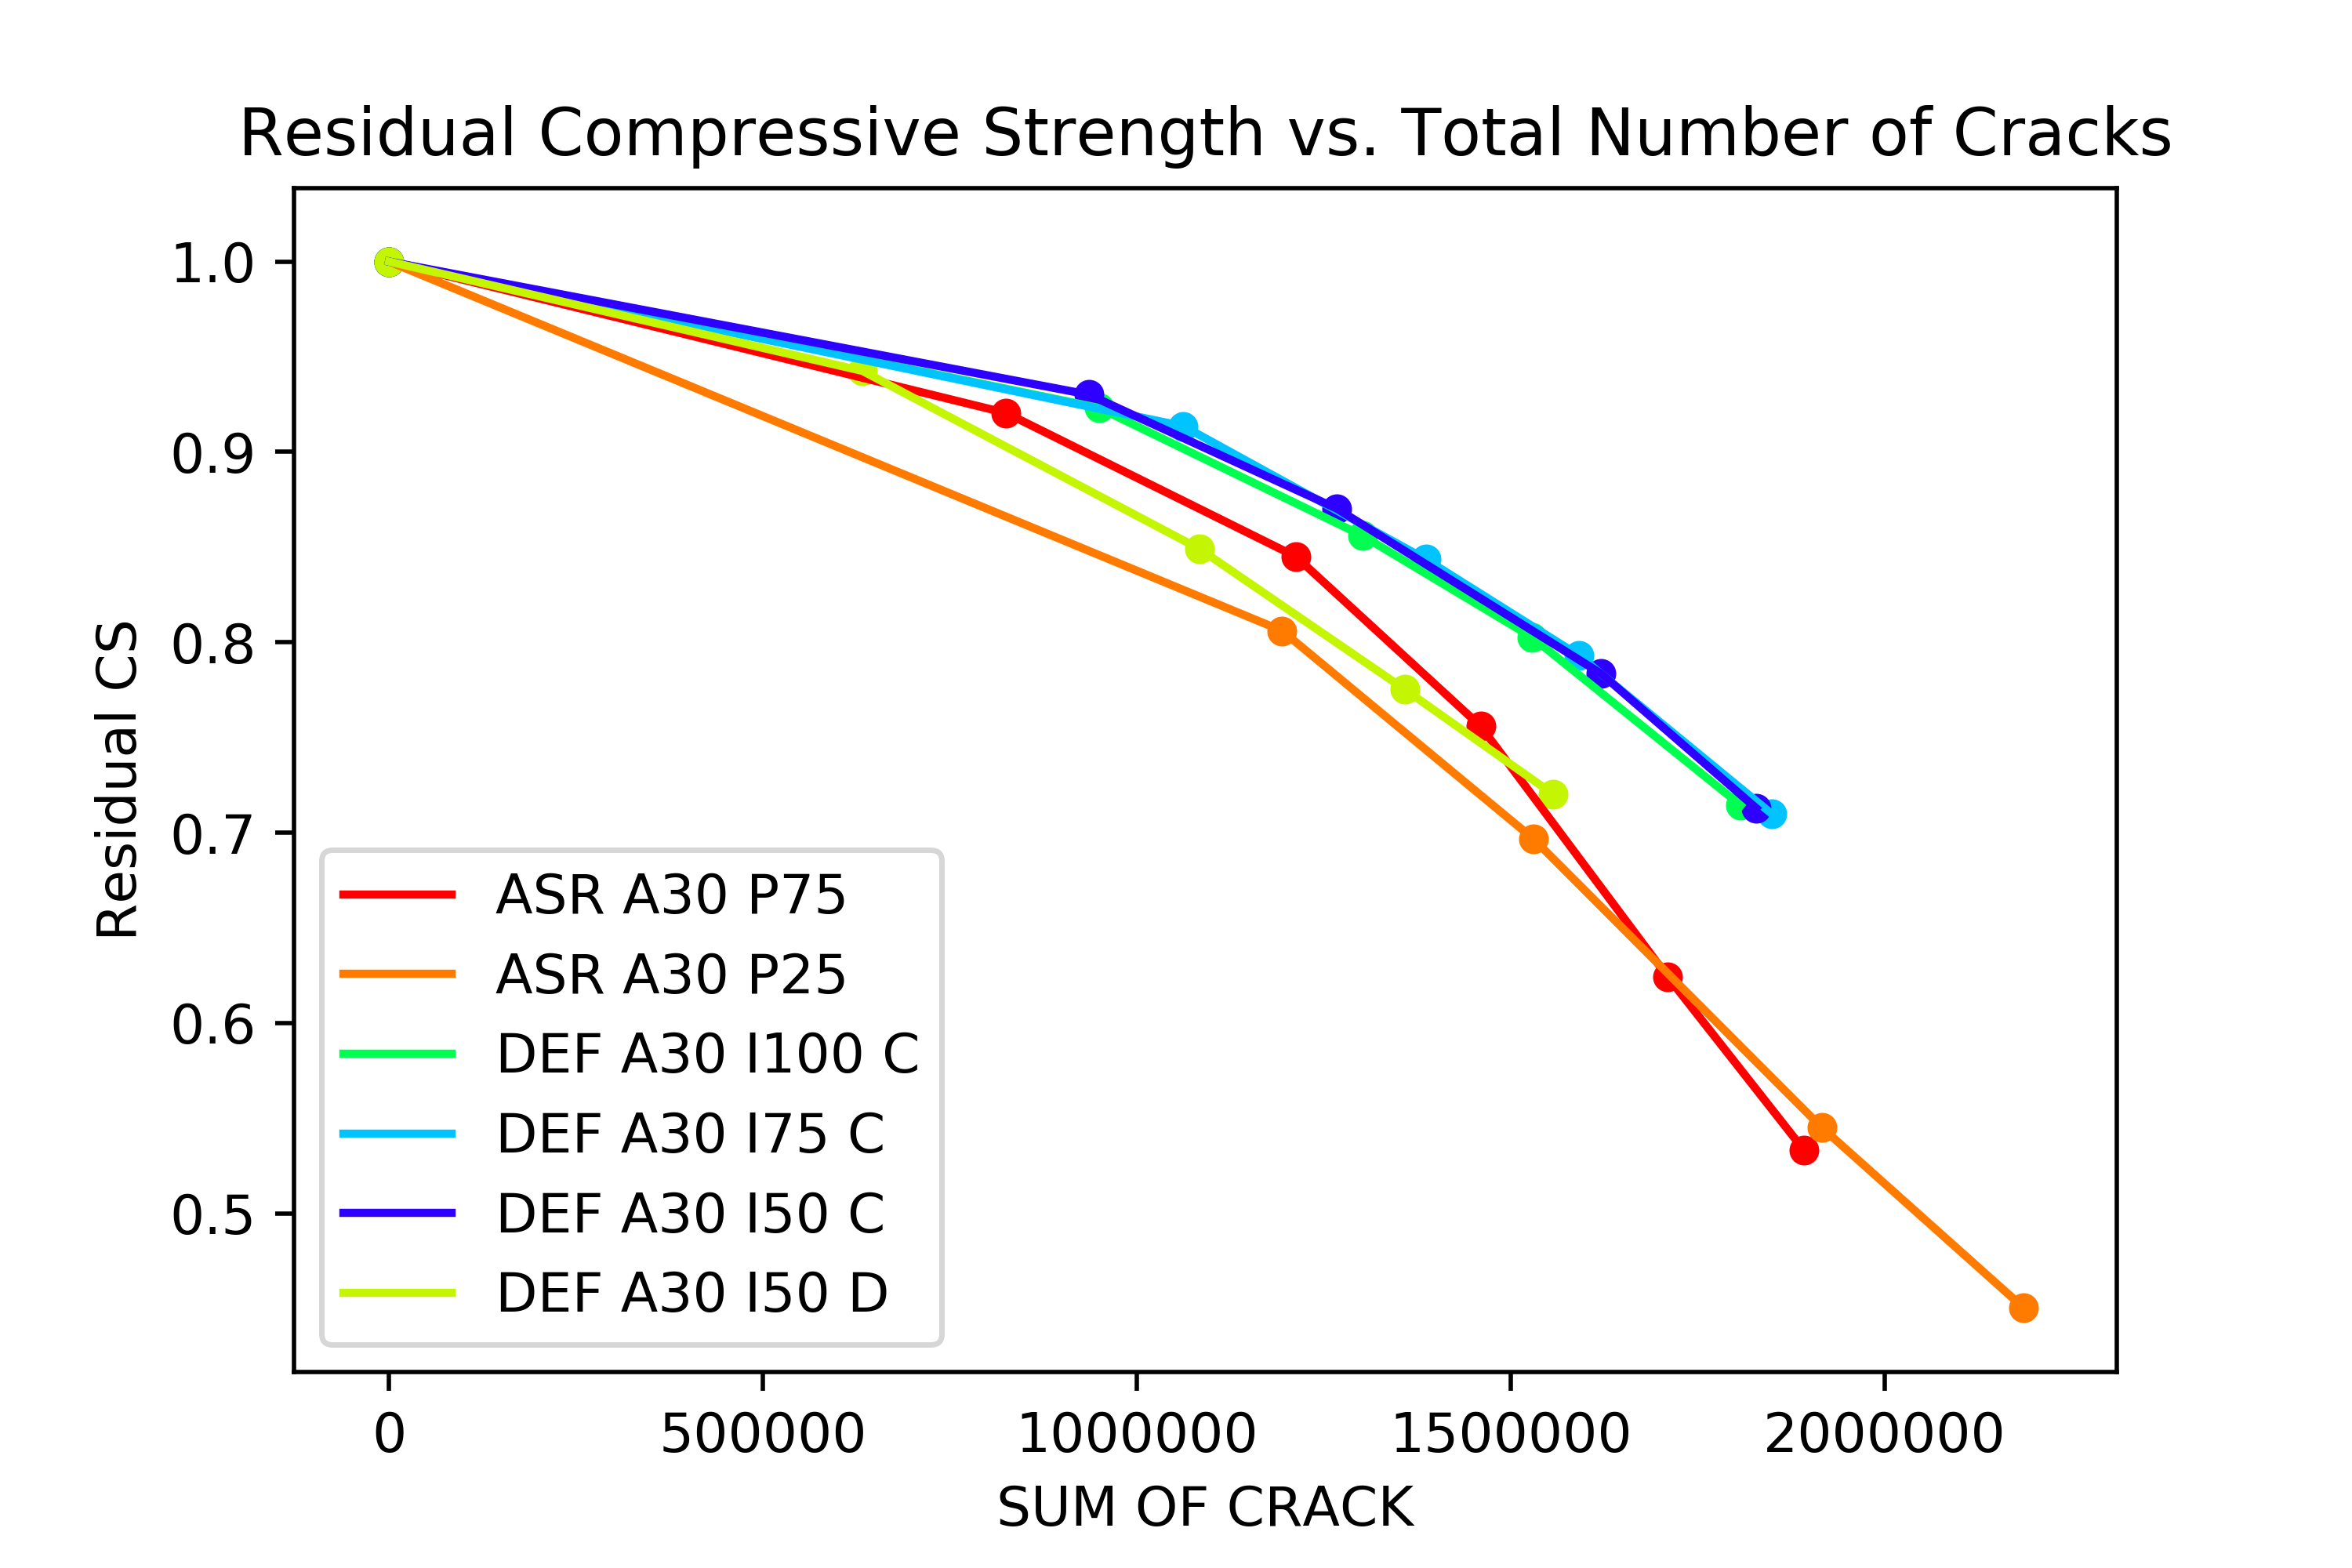 Residual Compressive Strength vs. Total Number of Cracks
1.0
0.9
0.8
0.7
0.6
0.5
Residual CS
ASR A30 P75
ASR A30 P25
DEF A30 I100 C
DEF A30 I75 C
DEF A30 I50 C
DEF A30 I50 D
0 500000 1000000 1500000 2000000
SUM OF CRACK